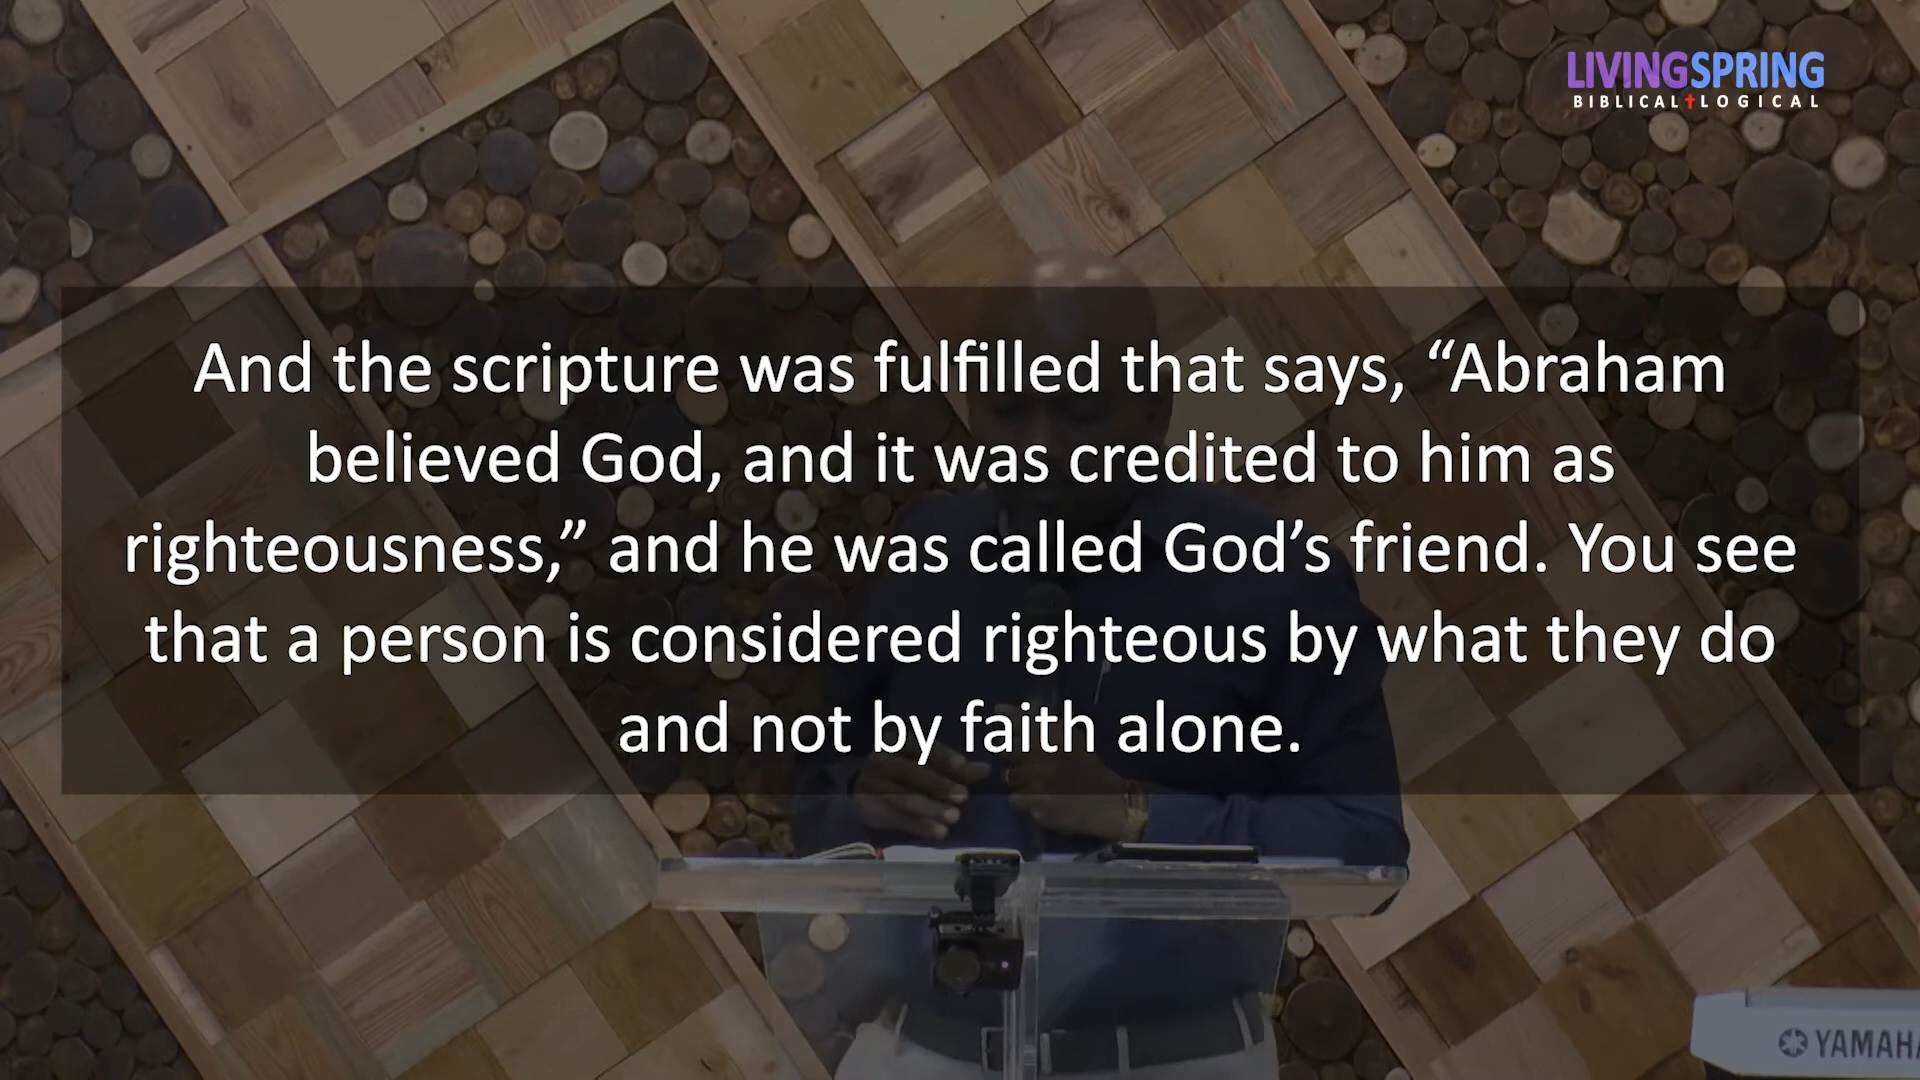 LIVINGSPRING
BIBLICAL LOGICAL
And the scripture was fulfilled that says, “Abraham
believed God, and it was credited to him as
righteousness,” and he was called God’s friend. You see
that a person is considered righteous by what they do
and not by faith alone.
YAMAHA